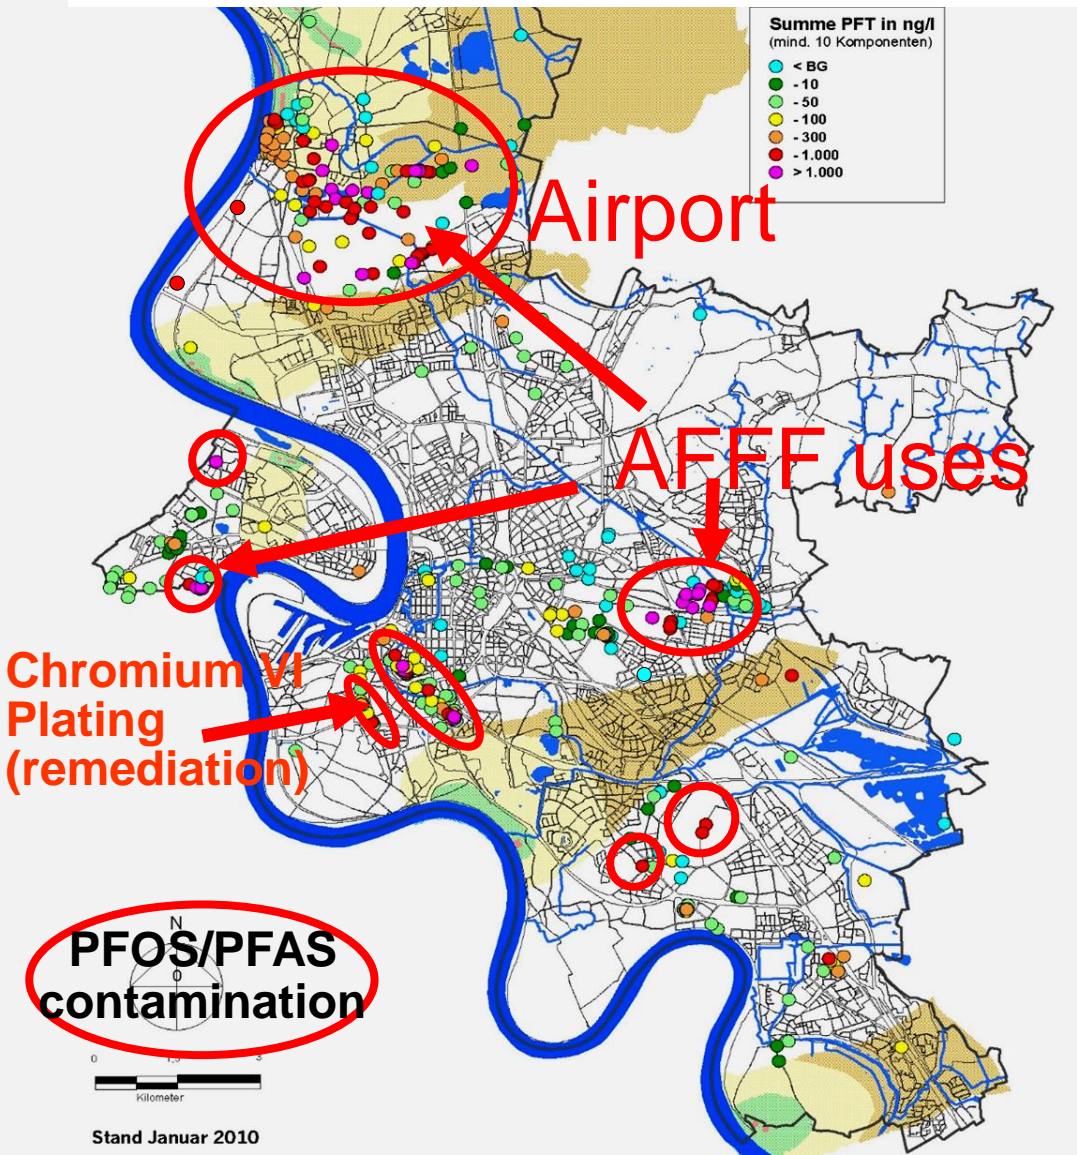 Summe PFT in ng/l
(mind. 10 Komponenten)
< BG
- 10
- 50
- 100
- 300
- 1.000
> 1.000
Airport
AFFF uses
Chromium VI
Plating
(remediation)
N
PFOS/PFAS
0
contamination
0 1,5 3
Kilometer
Stand Januar 2010